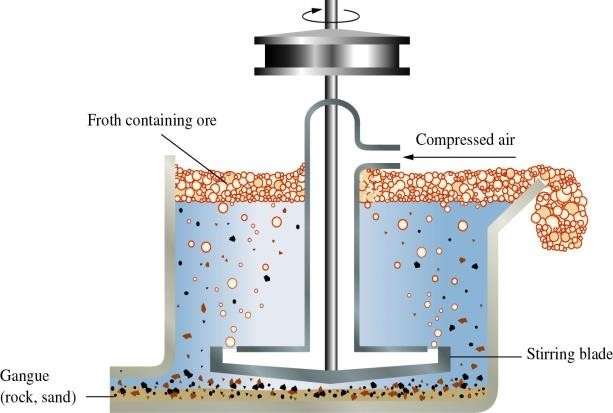 Froth containing ore
Compressed air
Stirring blade
Gangue
(rock, sand)